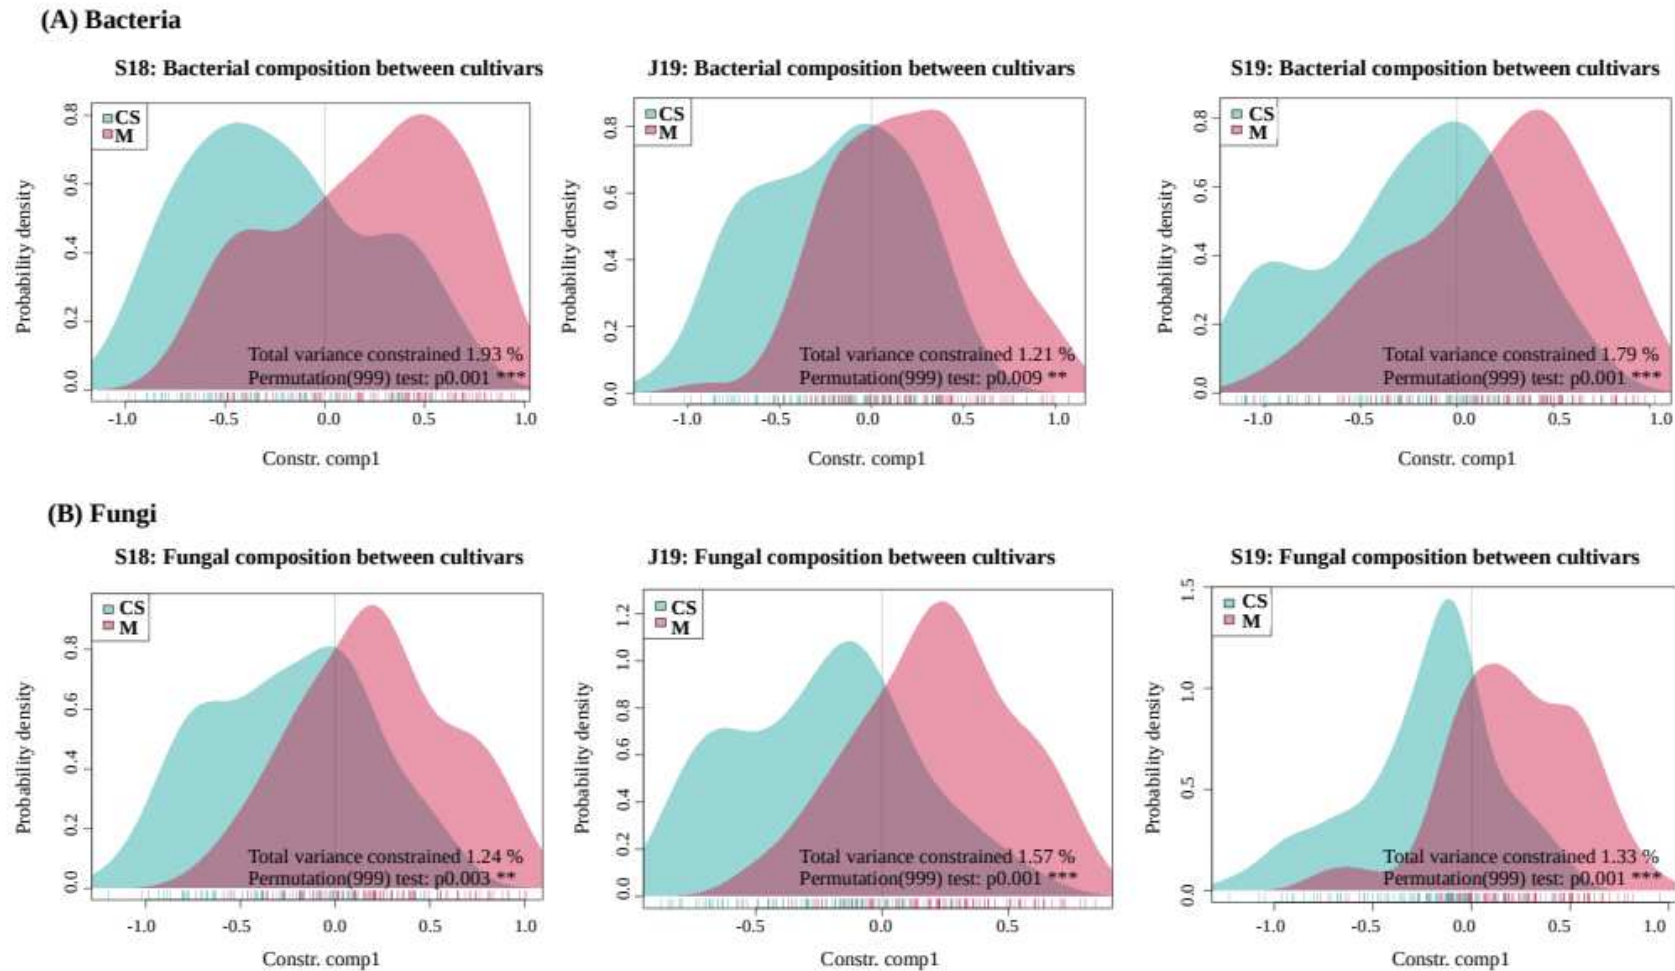 (A) Bacteria
S18: Bacterial composition between cultivars
CS
M
Probability density
0.0 0.2 0.4 0.6 0.8
Total variance constrained 1.93 %
Permutation(999) test: p0.001 ***
-1.0 -0.5 0.0 0.5 1.0
Constr. comp1
J19: Bacterial composition between cultivars
CS
M
Probability density
0.0 0.2 0.4 0.6 0.8
Total variance constrained 1.21 %
Permutation(999) test: p0.009 **
-1.0 -0.5 0.0 0.5 1.0
Constr. comp1
S19: Bacterial composition between cultivars
CS
M
Probability density
0.0 0.2 0.4 0.6 0.8
Total variance constrained 1.79 %
Permutation(999) test: p0.001 ***
-1.0 -0.5 0.0 0.5 1.0
Constr. comp1
(B) Fungi
S18: Fungal composition between cultivars
CS
M
Probability density
0.0 0.2 0.4 0.6 0.8
Total variance constrained 1.24 %
Permutation(999) test: p0.003 **
-1.0 -0.5 0.0 0.5 1.0
Constr. comp1
J19: Fungal composition between cultivars
CS
M
Probability density
0.0 0.2 0.4 0.6 0.8 1.0 1.2
Total variance constrained 1.57 %
Permutation(999) test: p0.001 ***
-0.5 0.0 0.5
Constr. comp1
S19: Fungal composition between cultivars
CS
M
Probability density
0.0 0.5 1.0 1.5
Total variance constrained 1.33 %
Permutation(999) test: p0.001 ***
-1.0 -0.5 0.0 0.5 1.0
Constr. comp1